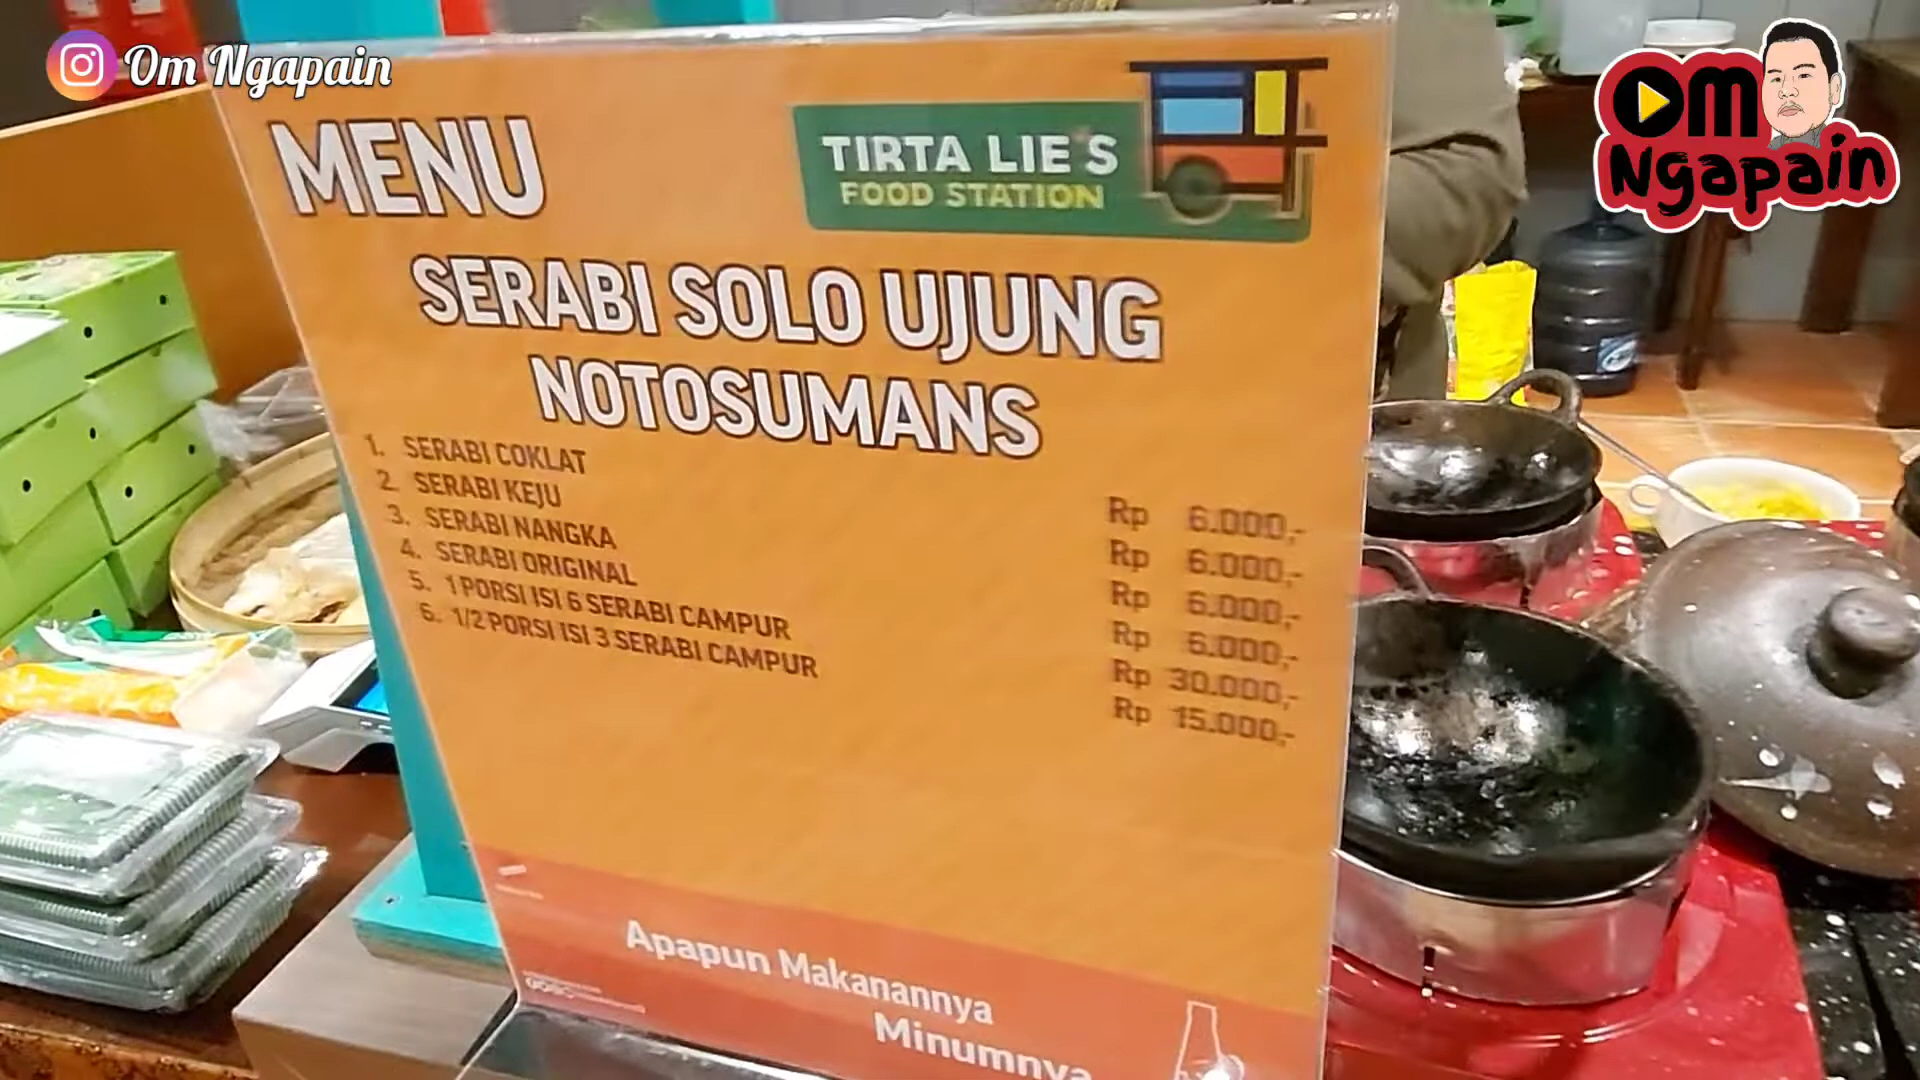 Om Ngapain
Om
Ngapain
MENU
TIRTA LIE'S
FOOD STATION
SERABI SOLO UJUNG
NOTOSUMANS
1. SERABI COKLAT Rp 6.000,-
2. SERABI KEJU Rp 6.000,-
3. SERABI NANGKA Rp 6.000,-
4. SERABI ORIGINAL Rp 6.000,-
5. 1 PORSI ISI 6 SERABI CAMPUR Rp 30.000,-
6. 1/2 PORSI ISI 3 SERABI CAMPUR Rp 15.000,-
Apapun Makanannya
Minumnya